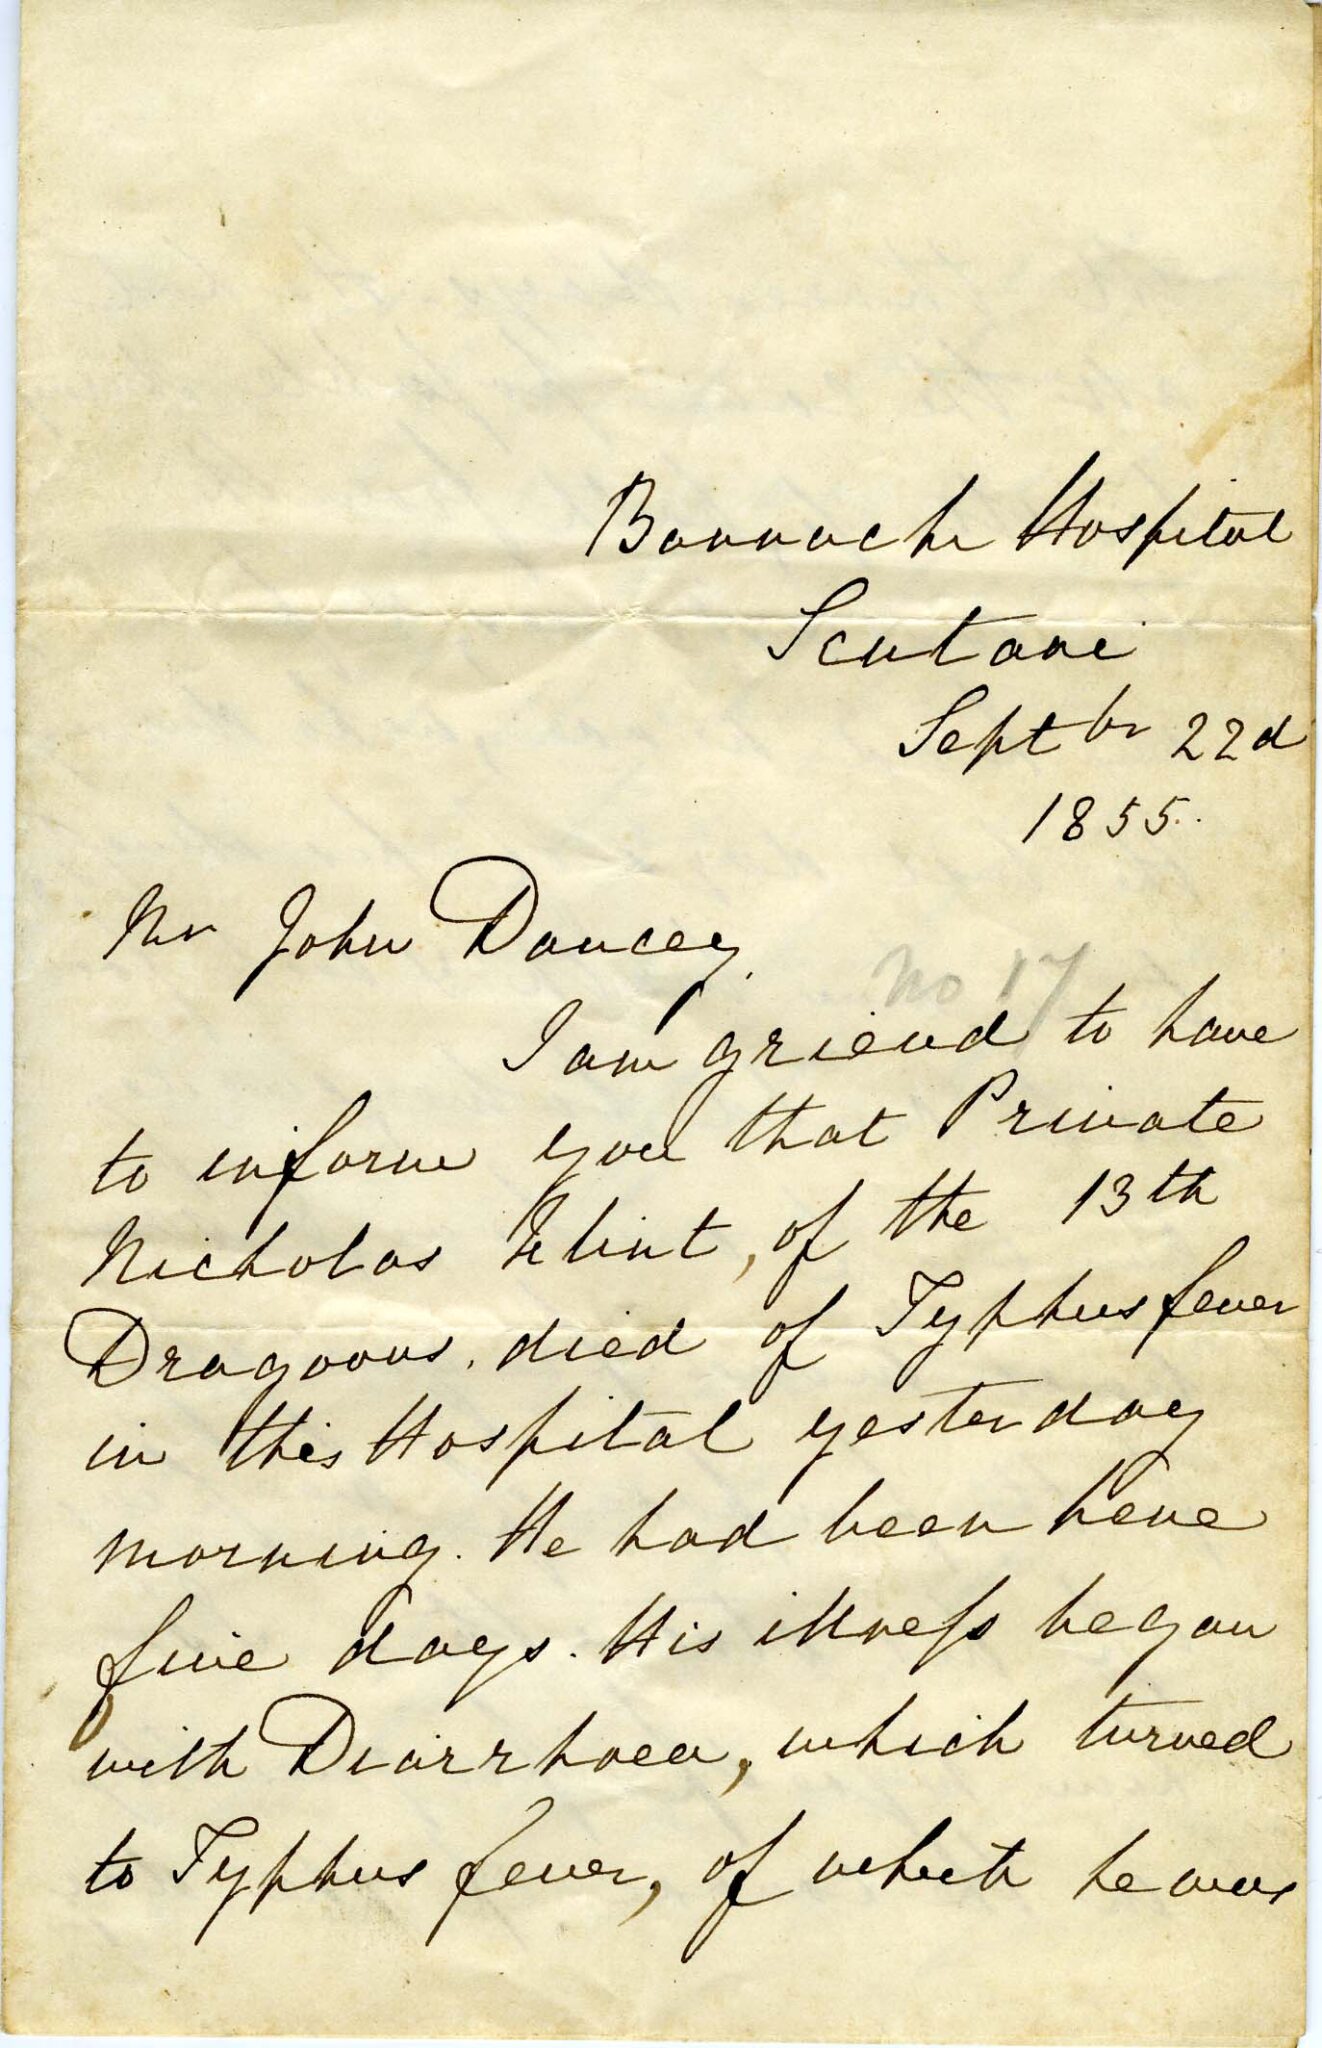 Barrack Hospital
Scutari
Septbr 22d
1855.
Mr John Dancey
No 17
I am grieved to have
to inform you that Private
Nicholas Flint, of the 13th
Dragoons, died of Typhus fever
in this Hospital yesterday
morning. He had been here
five days. His illness began
with Diarrhoea, which turned
to Typhus fever, of which he was